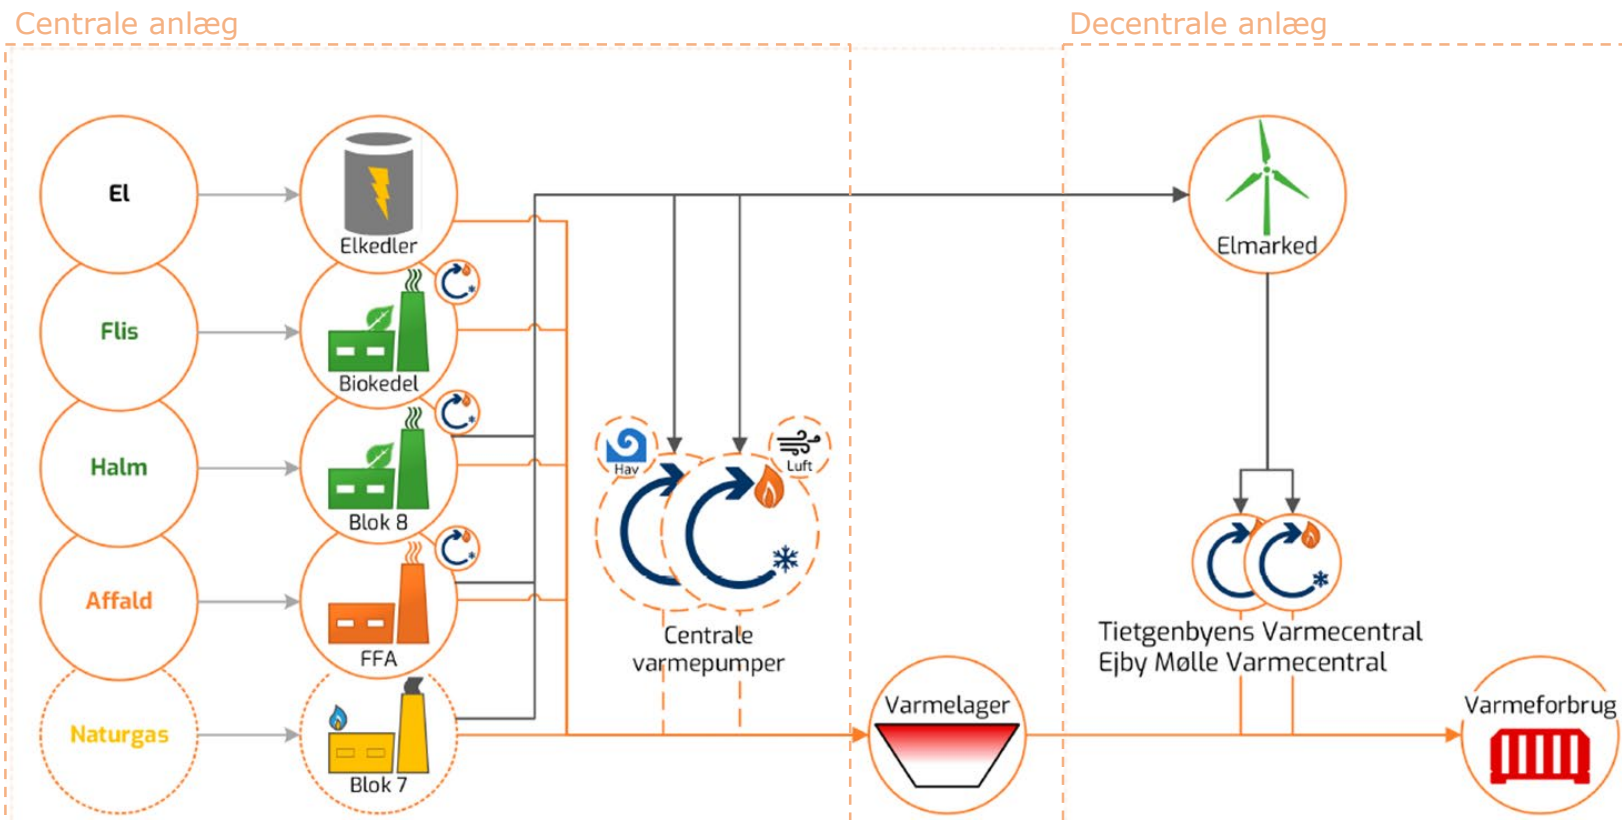 Centrale anlæg
Decentrale anlæg
El
Elkedler
Elmarked
Flis
Biokedel
Halm
Blok 8
Hav
Luft
Affald
FFA
Centrale
varmepumper
Tietgenbyens Varmecentral
Ejby Mølle Varmecentral
Naturgas
Blok 7
Varmelager
Varmeforbrug